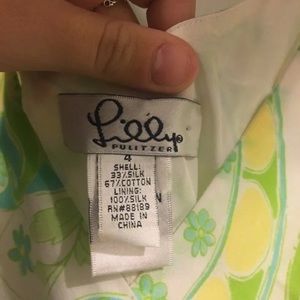 Lilly
PULITZER
4
SHELL:
33%SILK
67%COTTON
LINING:
100%SILK
RN#88189
MADE IN
CHINA